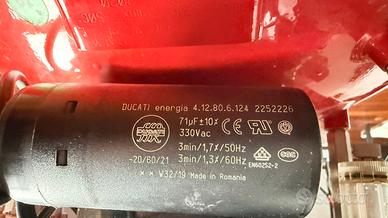 DUCATI energia 4.12.80.6.124 2252226
DUCATI
71µF±10%
330Vac
3min/1,7%/50Hz
3min/1,3%/60Hz
-20/60/21
EN60252-2
V32/19 Made in Romania